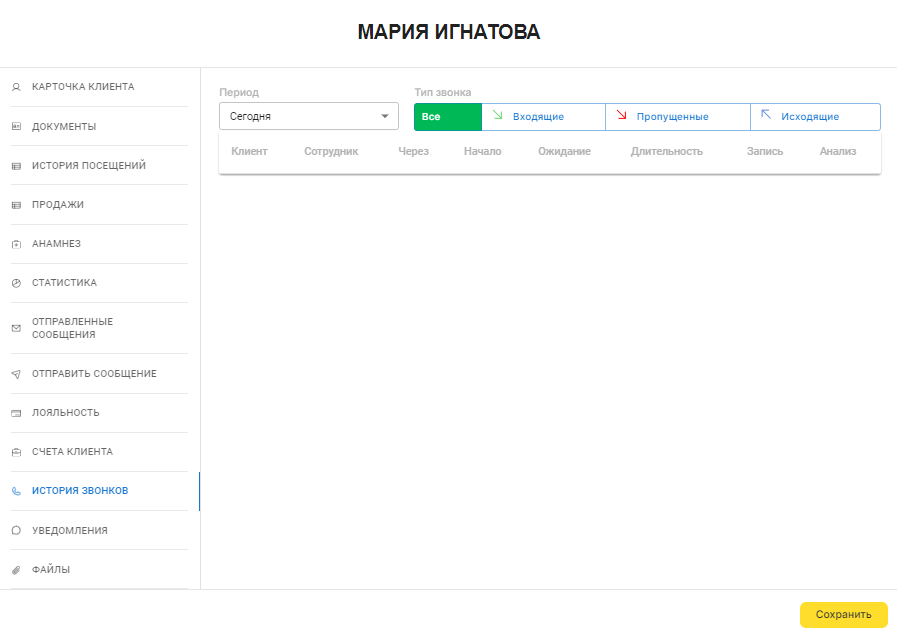 МАРИЯ ИГНАТОВА
КАРТОЧКА КЛИЕНТА
ДОКУМЕНТЫ
ИСТОРИЯ ПОСЕЩЕНИЙ
ПРОДАЖИ
АНАМНЕЗ
СТАТИСТИКА
ОТПРАВЛЕННЫЕ
СООБЩЕНИЯ
ОТПРАВИТЬ СООБЩЕНИЕ
ЛОЯЛЬНОСТЬ
СЧЕТА КЛИЕНТА
ИСТОРИЯ ЗВОНКОВ
УВЕДОМЛЕНИЯ
ФАЙЛЫ
Период Тип звонка
Сегодня Все Входящие Пропущенные Исходящие
Клиент Сотрудник Через Начало Ожидание Длительность Запись Анализ
Сохранить